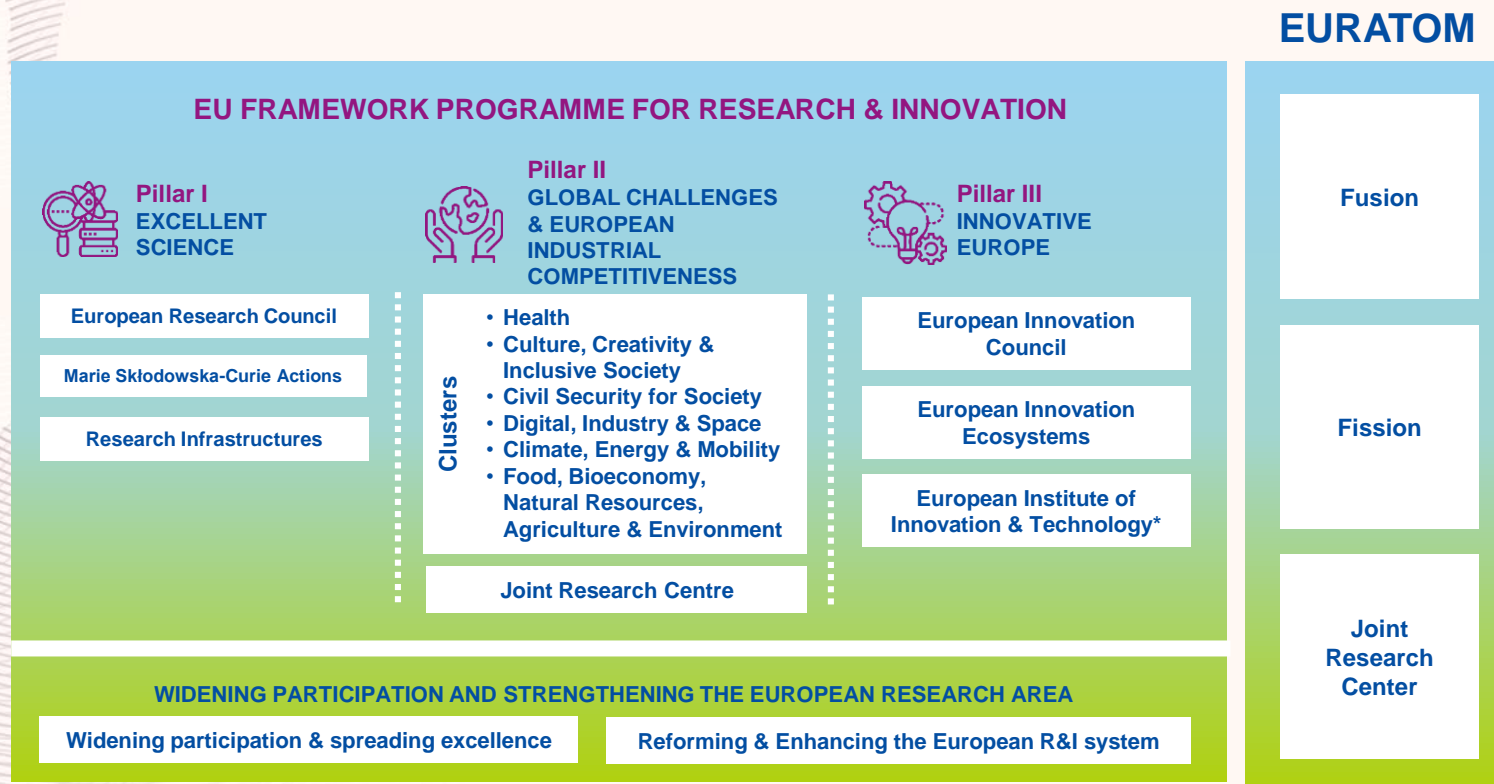 EURATOM
EU FRAMEWORK PROGRAMME FOR RESEARCH & INNOVATION
Pillar I
EXCELLENT
SCIENCE
European Research Council
Marie Skłodowska-Curie Actions
Research Infrastructures
Pillar II
GLOBAL CHALLENGES
& EUROPEAN
INDUSTRIAL
COMPETITIVENESS
Clusters
• Health
• Culture, Creativity &
Inclusive Society
• Civil Security for Society
• Digital, Industry & Space
• Climate, Energy & Mobility
• Food, Bioeconomy,
Natural Resources,
Agriculture & Environment
Joint Research Centre
Pillar III
INNOVATIVE
EUROPE
European Innovation
Council
European Innovation
Ecosystems
European Institute of
Innovation & Technology*
WIDENING PARTICIPATION AND STRENGTHENING THE EUROPEAN RESEARCH AREA
Widening participation & spreading excellence
Reforming & Enhancing the European R&I system
Fusion
Fission
Joint
Research
Center